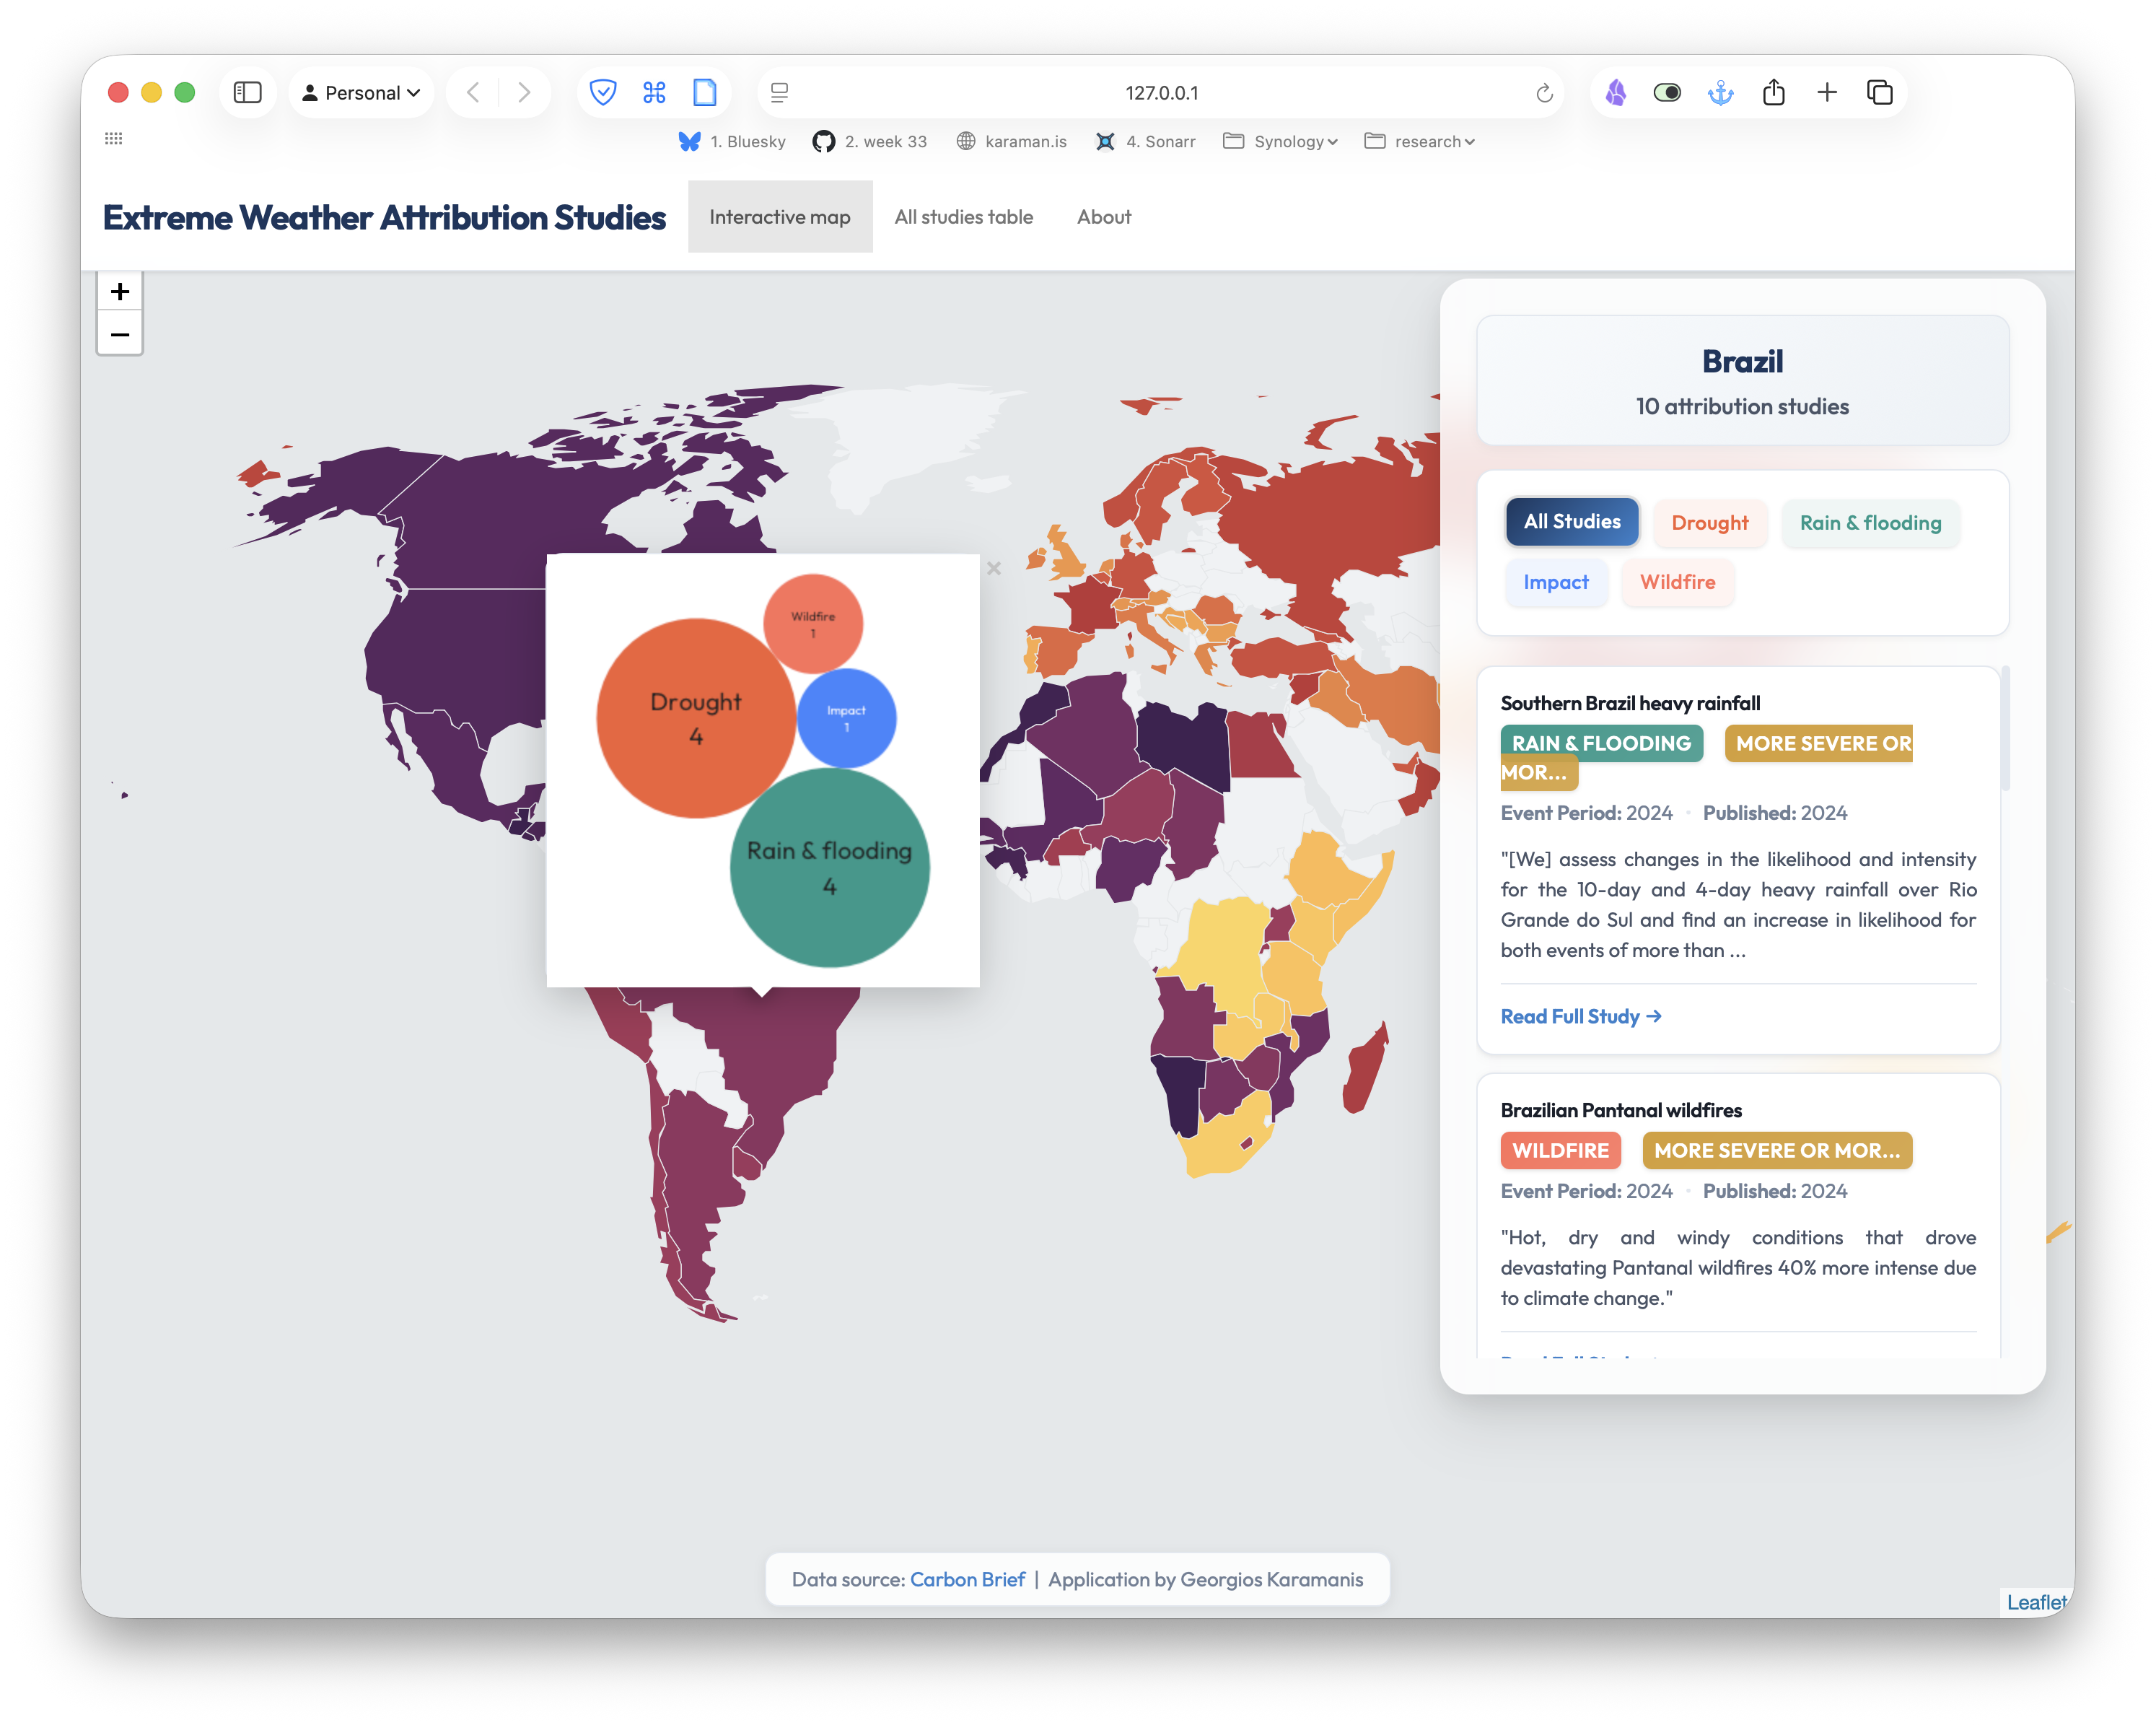 Personal
127.0.0.1
1. Bluesky
2. week 33
karaman.is
4. Sonarr
Synology
research
Extreme Weather Attribution Studies
Interactive map
All studies table
About
+
−
Wildfire
1
Drought
4
Impact
1
Rain & flooding
4
×
Brazil
10 attribution studies
All Studies
Drought
Rain & flooding
Impact
Wildfire
Southern Brazil heavy rainfall
RAIN & FLOODING
MORE SEVERE OR
MOR...
Event Period: 2024 • Published: 2024
"[We] assess changes in the likelihood and intensity
for the 10-day and 4-day heavy rainfall over Rio
Grande do Sul and find an increase in likelihood for
both events of more than ...
Read Full Study →
Brazilian Pantanal wildfires
WILDFIRE
MORE SEVERE OR MOR...
Event Period: 2024 • Published: 2024
"Hot, dry and windy conditions that drove
devastating Pantanal wildfires 40% more intense due
to climate change."
Data source: Carbon Brief | Application by Georgios Karamanis
Leaflet